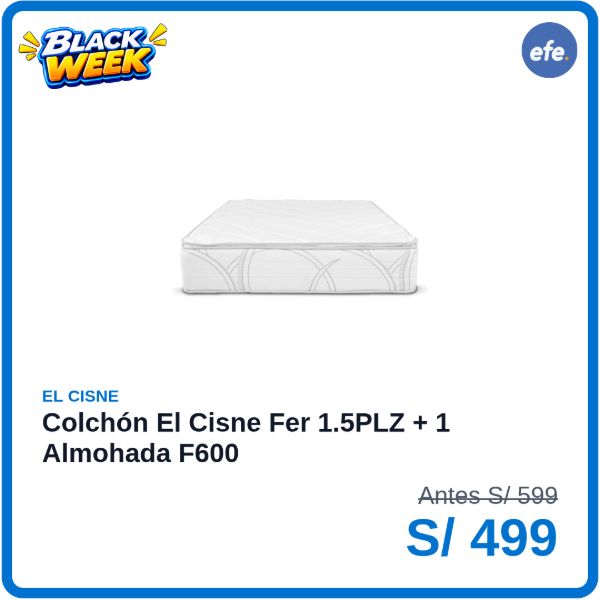 BLACK
WEEK
efe.
EL CISNE
Colchón El Cisne Fer 1.5PLZ + 1
Almohada F600
Antes S/ 599
S/ 499